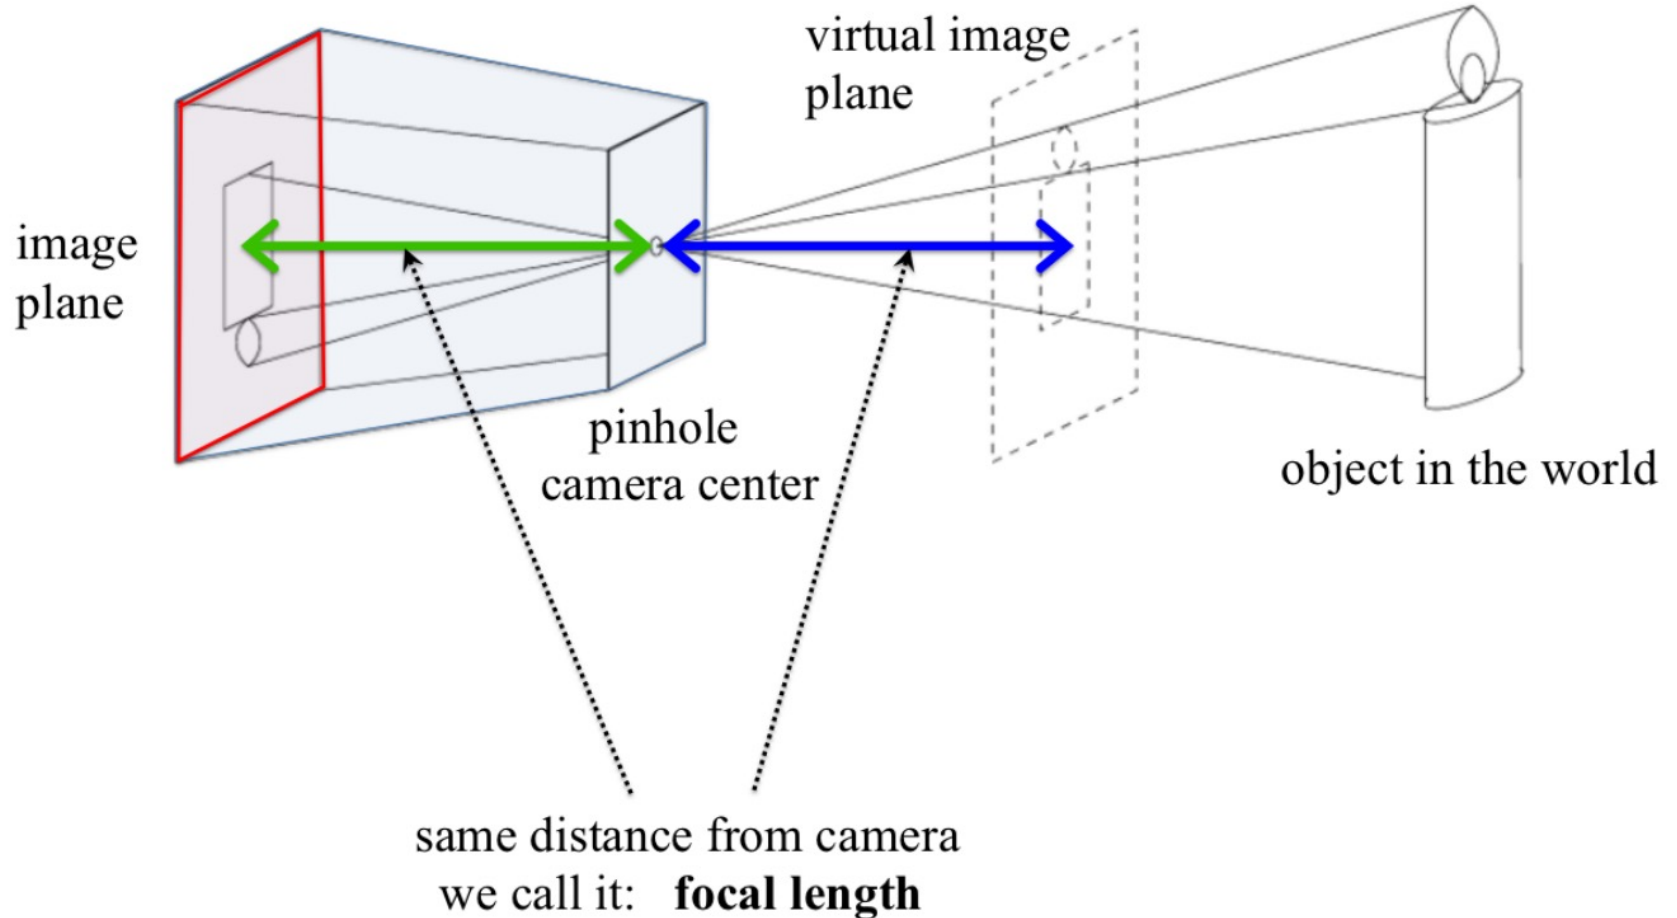 virtual image
plane
image
plane
pinhole
camera center
object in the world
same distance from camera
we call it: focal length